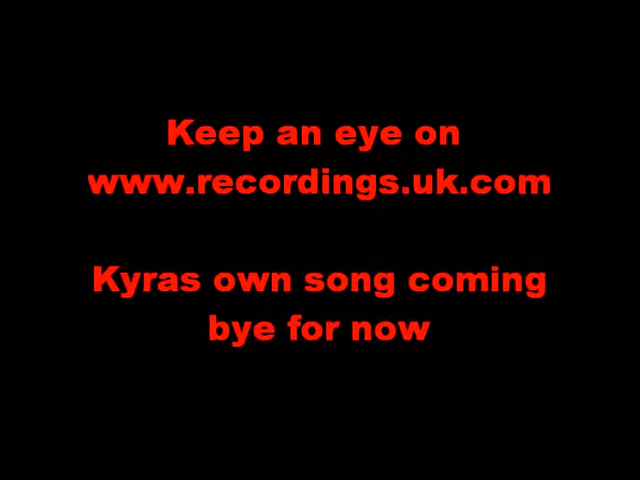 Keep an eye on
www.recordings.uk.com
Kyras own song coming
bye for now